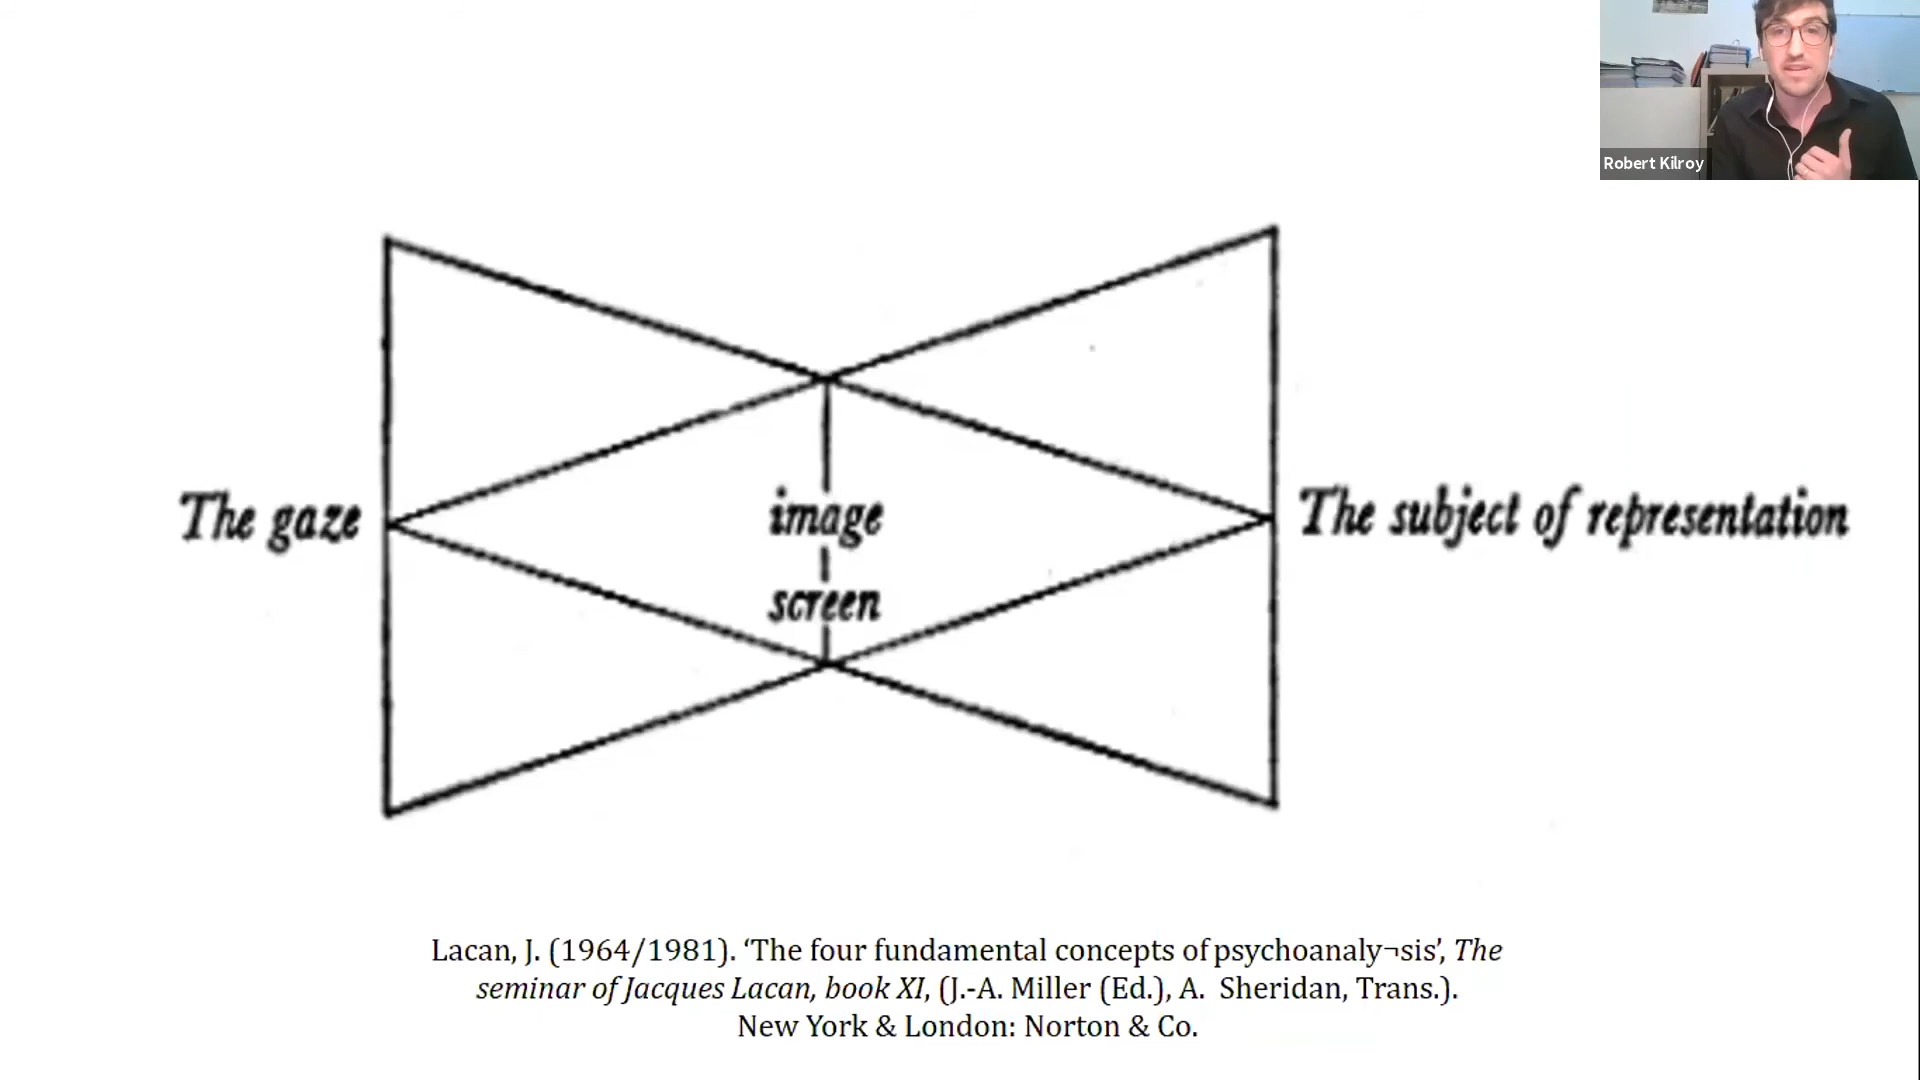 Robert Kilroy
The gaze
image
screen
The subject of representation
Lacan, J. (1964/1981). ‘The four fundamental concepts of psychoanaly¬sis’, The
seminar of Jacques Lacan, book XI, (J.-A. Miller (Ed.), A. Sheridan, Trans.).
New York & London: Norton & Co.